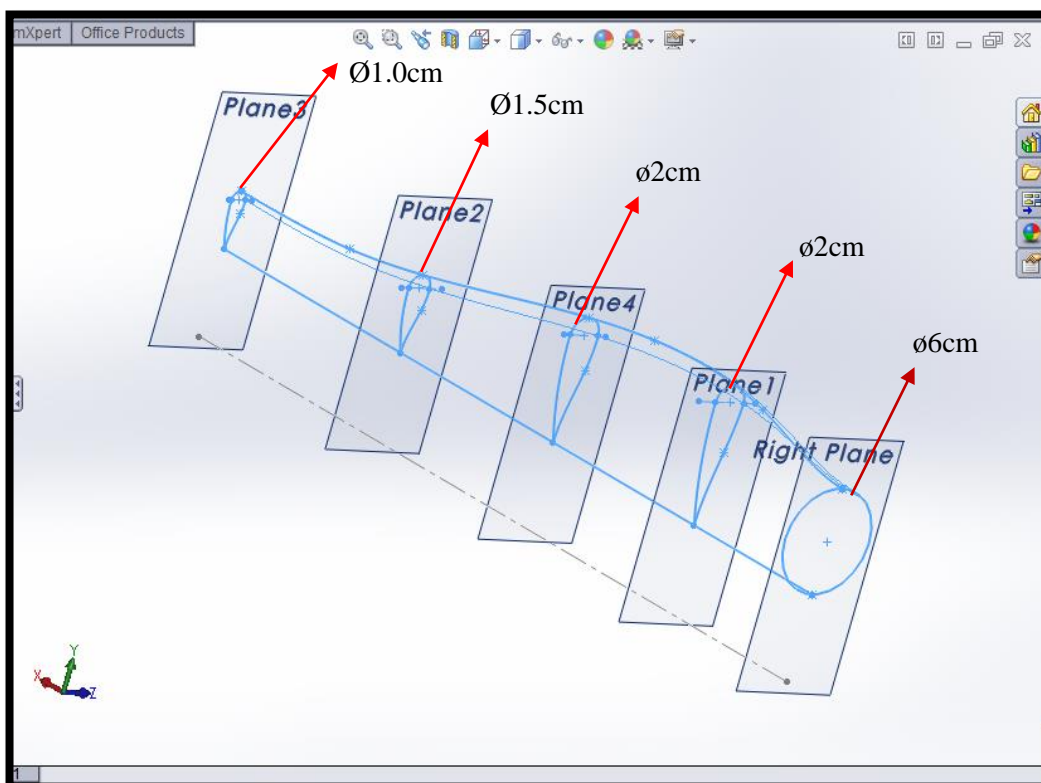 mXpert Office Products
Ø1.0cm
Plane3
Ø1.5cm
Plane2
ø2cm
Plane4
ø2cm
Plane1
ø6cm
Right Plane
Y
X
Z
1